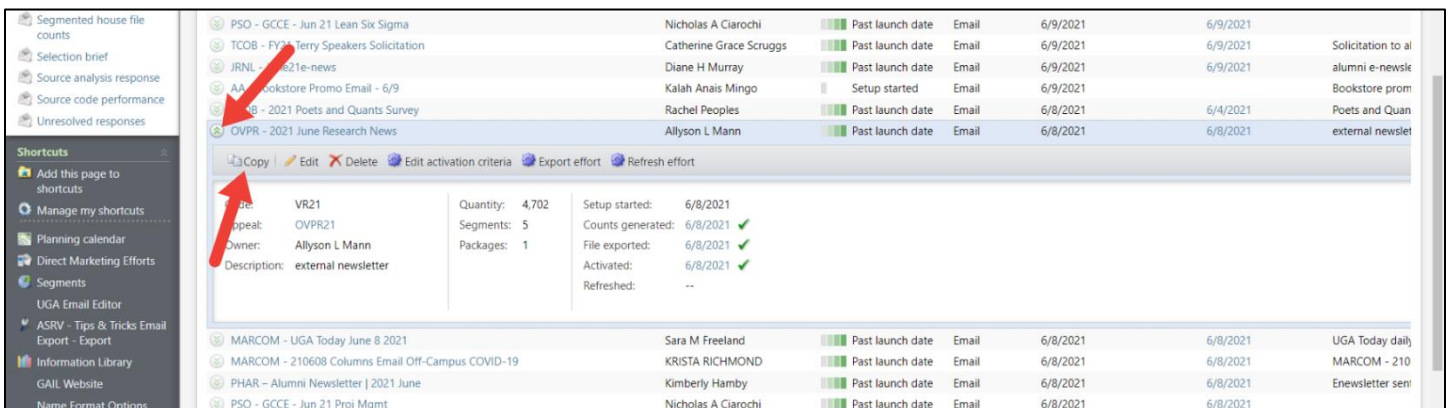 Segmented house file
counts
Selection brief
Source analysis response
Source code performance
Unresolved responses
Shortcuts
Add this page to
shortcuts
Manage my shortcuts
Planning calendar
Direct Marketing Efforts
Segments
UGA Email Editor
ASRV - Tips & Tricks Email
Export - Export
Information Library
GAIL Website
Name Format Options
PSO - GCCE - Jun 21 Lean Six Sigma Nicholas A Ciarochi Past launch date Email 6/9/2021 6/9/2021
TCOB - FY21 Terry Speakers Solicitation Catherine Grace Scruggs Past launch date Email 6/9/2021 6/9/2021 Solicitation to al
JRNL - e21e-news Diane H Murray Past launch date Email 6/9/2021 6/9/2021 alumni e-newsle
AA - ookstore Promo Email - 6/9 Kalah Anais Mingo Setup started Email 6/9/2021 Bookstore prom
OB - 2021 Poets and Quants Survey Rachel Peoples Past launch date Email 6/8/2021 6/4/2021 Poets and Quan
OVPR - 2021 June Research News Allyson L Mann Past launch date Email 6/8/2021 6/8/2021 external newslet
Copy Edit Delete Edit activation criteria Export effort Refresh effort
VR21 Quantity: 4,702 Setup started: 6/8/2021
ppeal: OVPR21 Segments: 5 Counts generated: 6/8/2021
Owner: Allyson L Mann Packages: 1 File exported: 6/8/2021
Description: external newsletter Activated: 6/8/2021
Refreshed: --
MARCOM - UGA Today June 8 2021 Sara M Freeland Past launch date Email 6/8/2021 6/8/2021 UGA Today daily
MARCOM - 210608 Columns Email Off-Campus COVID-19 KRISTA RICHMOND Past launch date Email 6/8/2021 6/8/2021 MARCOM - 210
PHAR – Alumni Newsletter | 2021 June Kimberly Hamby Past launch date Email 6/8/2021 6/8/2021 Enewsletter sent
PSO - GCCE - Jun 21 Proj Mgmt Nicholas A Ciarochi Past launch date Email 6/8/2021 6/8/2021